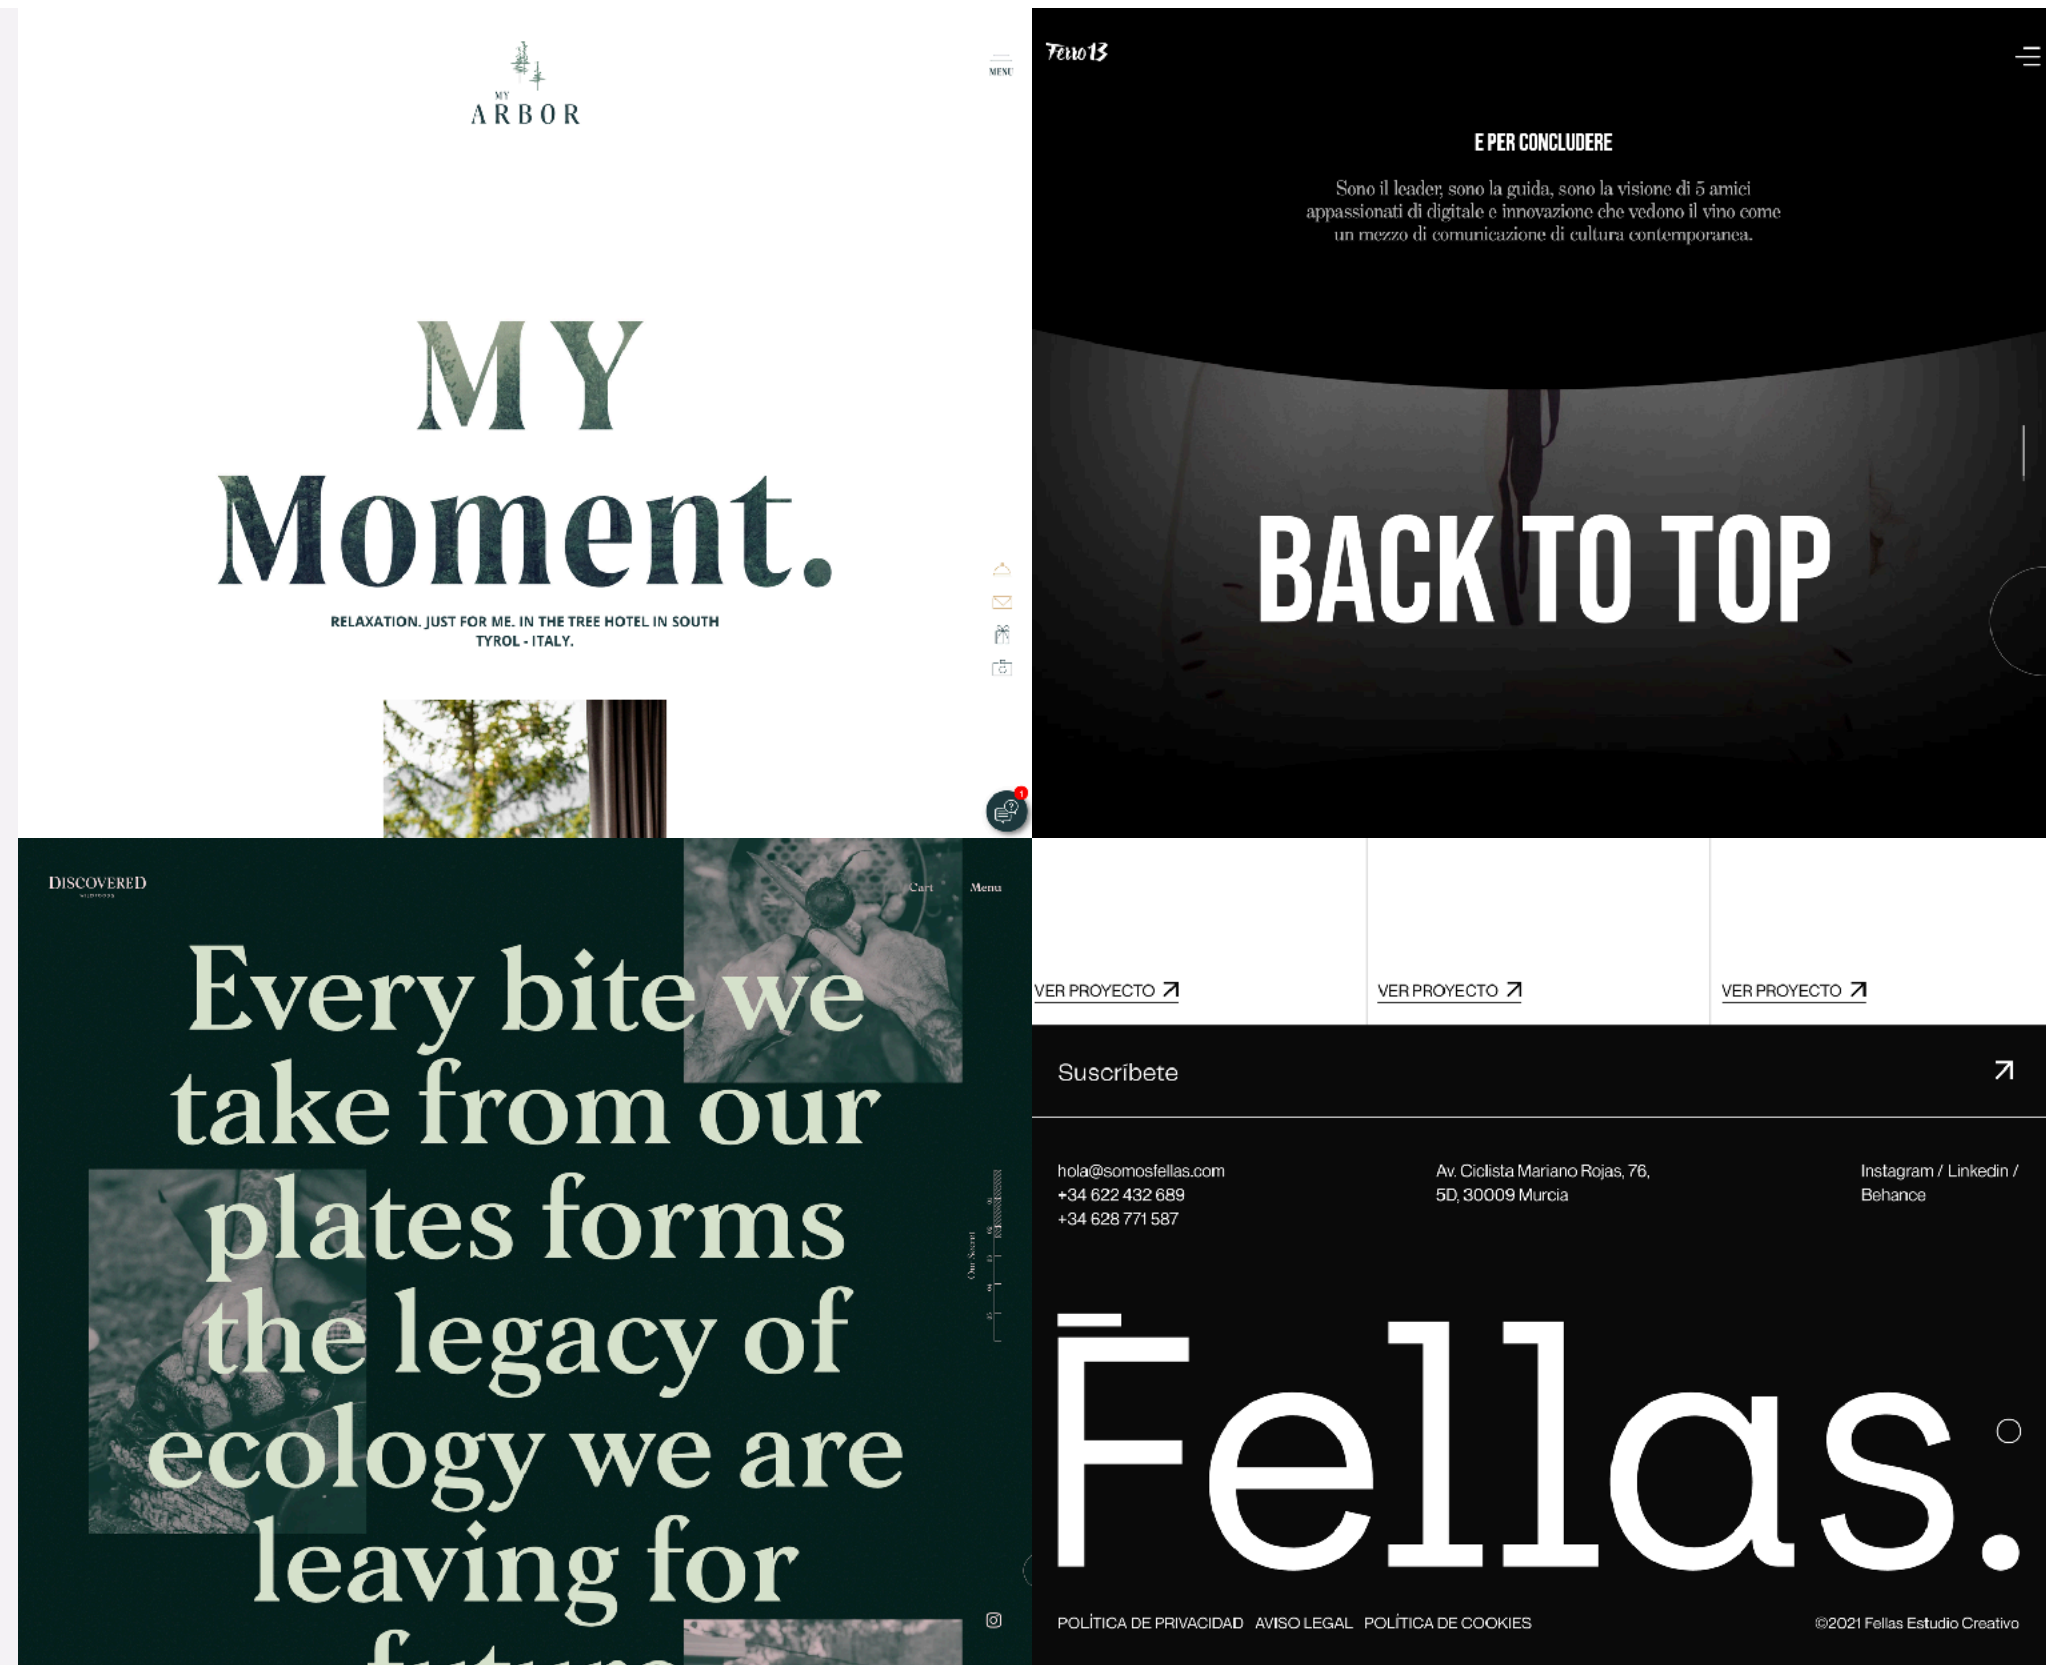 MY
ARBOR
MENU
MY
Moment.
RELAXATION. JUST FOR ME. IN THE TREE HOTEL IN SOUTH
TYROL - ITALY.
1
Ferro13
E PER CONCLUDERE
Sono il leader, sono la guida, sono la visione di 5 amici
appassionati di digitale e innovazione che vedono il vino come
un mezzo di comunicazione di cultura contemporanea.
BACK TO TOP
DISCOVERED
Cart
Menu
Every bite we
take from our
plates forms
the legacy of
ecology we are
leaving for
future
Our Secret
VER PROYECTO
VER PROYECTO
VER PROYECTO
Suscríbete
hola@somosfellas.com
+34 622 432 689
+34 628 771 587
Av. Ciclista Mariano Rojas, 76,
5D, 30009 Murcia
Instagram / Linkedin /
Behance
Fellas.
POLÍTICA DE PRIVACIDAD AVISO LEGAL POLÍTICA DE COOKIES
©2021 Fellas Estudio Creativo